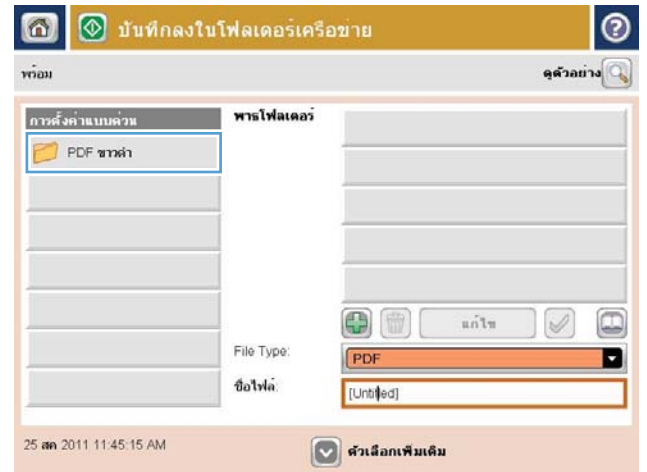 บันทึกลงในโฟลเดอร์เครือข่าย
พร้อม
ดูตัวอย่าง
การตั้งค่าแบบด่วน
พาธโฟลเดอร์
PDF ขาวดำ
แก้ไข
File Type:
PDF
ชื่อไฟล์:
[Untitled]
25 สค 2011 11:45:15 AM
ตัวเลือกเพิ่มเติม